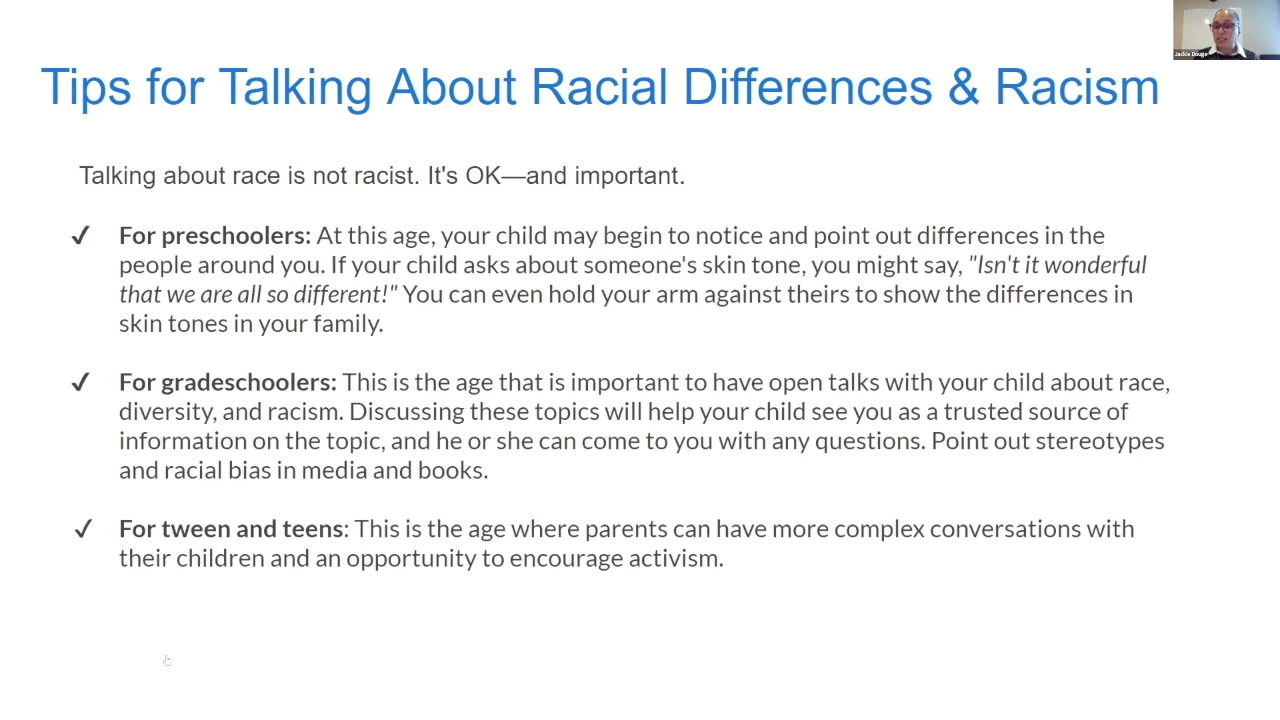 Jackie Douge
Tips for Talking About Racial Differences & Racism
Talking about race is not racist. It's OK—and important.
✓ For preschoolers: At this age, your child may begin to notice and point out differences in the
people around you. If your child asks about someone's skin tone, you might say, "Isn't it wonderful
that we are all so different!" You can even hold your arm against theirs to show the differences in
skin tones in your family.
✓ For gradeschoolers: This is the age that is important to have open talks with your child about race,
diversity, and racism. Discussing these topics will help your child see you as a trusted source of
information on the topic, and he or she can come to you with any questions. Point out stereotypes
and racial bias in media and books.
✓ For tween and teens: This is the age where parents can have more complex conversations with
their children and an opportunity to encourage activism.